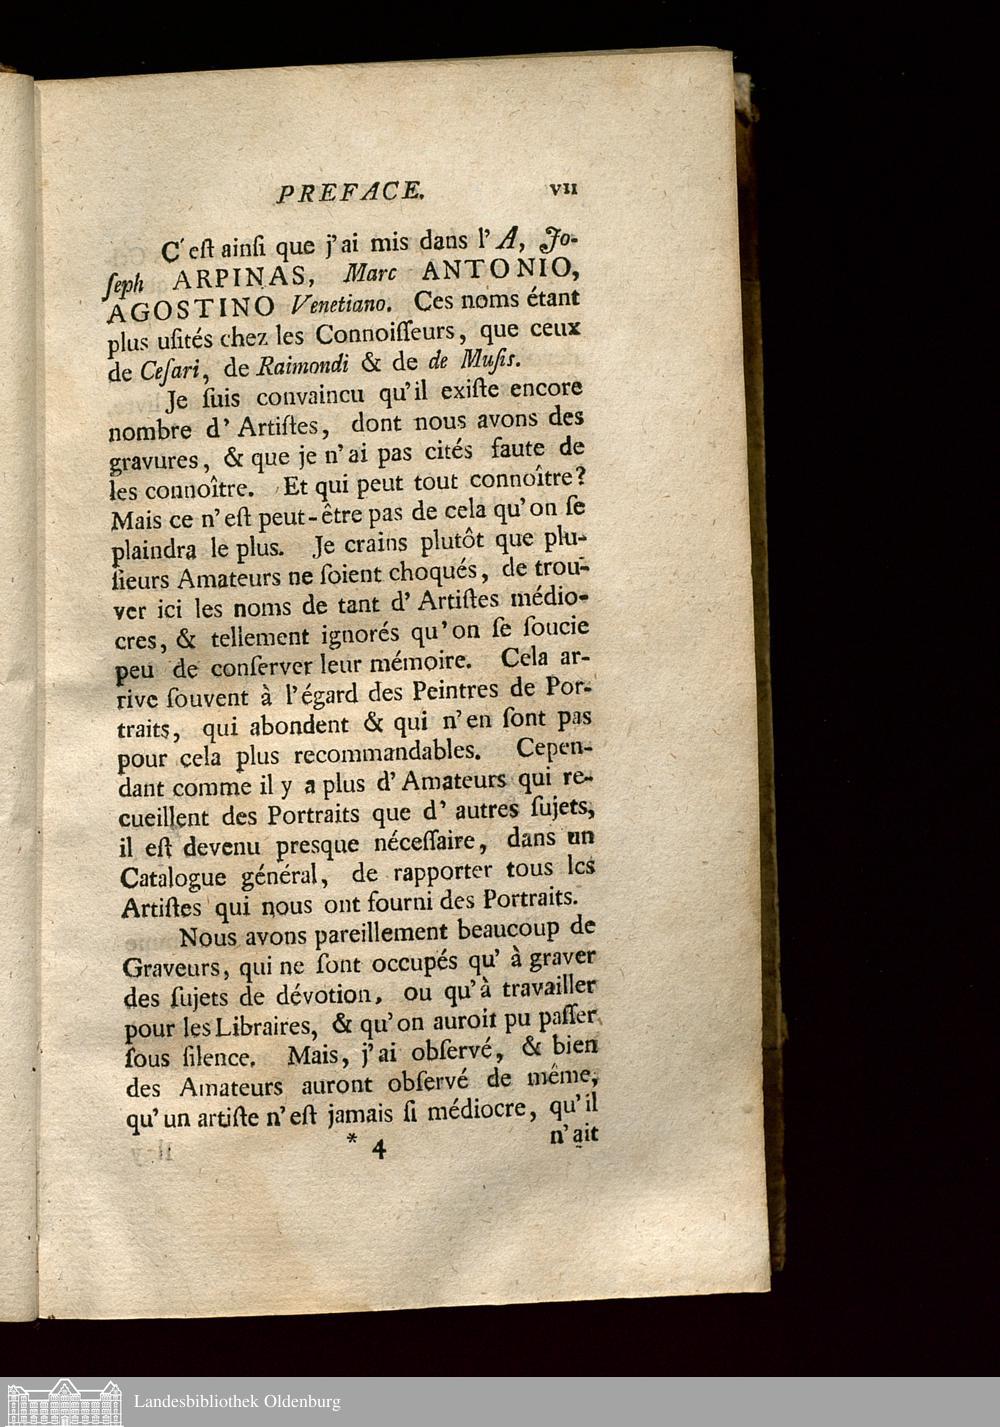 PREFACE. VII
C'eſt ainſi que j'ai mis dans l'A, Jo-
ſeph ARPINAS, Marc ANTONIO,
AGOSTINO Venetiano. Ces noms étant
plus uſités chez les Connoiſſeurs, que ceux
de Ceſari, de Raimondi & de de Muſis.
Je ſuis convaincu qu'il exiſte encore
nombre d'Artiſtes, dont nous avons des
gravures, & que je n'ai pas cités faute de
les connoître. Et qui peut tout connoître?
Mais ce n'eſt peut-être pas de cela qu'on ſe
plaindra le plus. Je crains plutôt que plu-
ſieurs Amateurs ne ſoient choqués, de trou-
ver ici les noms de tant d'Artiſtes médio-
cres, & tellement ignorés qu'on ſe ſoucie
peu de conſerver leur mémoire. Cela ar-
rive ſouvent à l'égard des Peintres de Por-
traits, qui abondent & qui n'en ſont pas
pour cela plus recommandables. Cepen-
dant comme il y a plus d'Amateurs qui re-
cueillent des Portraits que d'autres ſujets,
il eſt devenu presque néceſſaire, dans un
Catalogue général, de rapporter tous les
Artiſtes qui nous ont fourni des Portraits.
Nous avons pareillement beaucoup de
Graveurs, qui ne ſont occupés qu'à graver
des ſujets de dévotion, ou qu'à travailler
pour les Libraires, & qu'on auroit pu paſſer
ſous ſilence. Mais, j'ai obſervé, & bien
des Amateurs auront obſervé de même,
qu'un artiſte n'eſt jamais ſi médiocre, qu'il
* 4 n'ait
Landesbibliothek Oldenburg